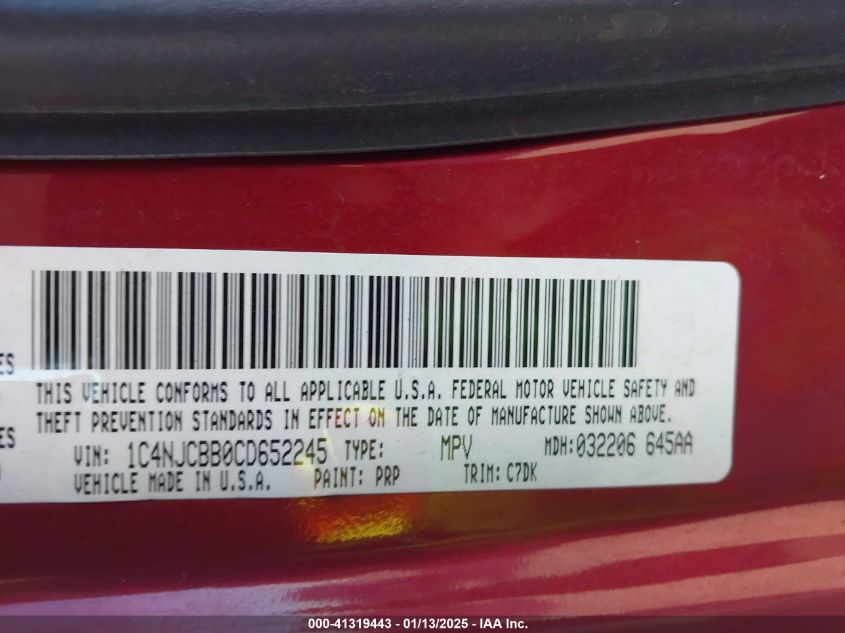 ES
THIS VEHICLE CONFORMS TO ALL APPLICABLE U.S.A. FEDERAL MOTOR VEHICLE SAFETY AND
THEFT PREVENTION STANDARDS IN EFFECT ON THE DATE OF MANUFACTURE SHOWN ABOVE.
ES
VIN: 1C4NJCBB0CD652245 TYPE: MPV MDH:032206 645AA
VEHICLE MADE IN U.S.A. PAINT: PRP TRIM: C7DK
000-41319443 — 01/13/2025 — IAA Inc.